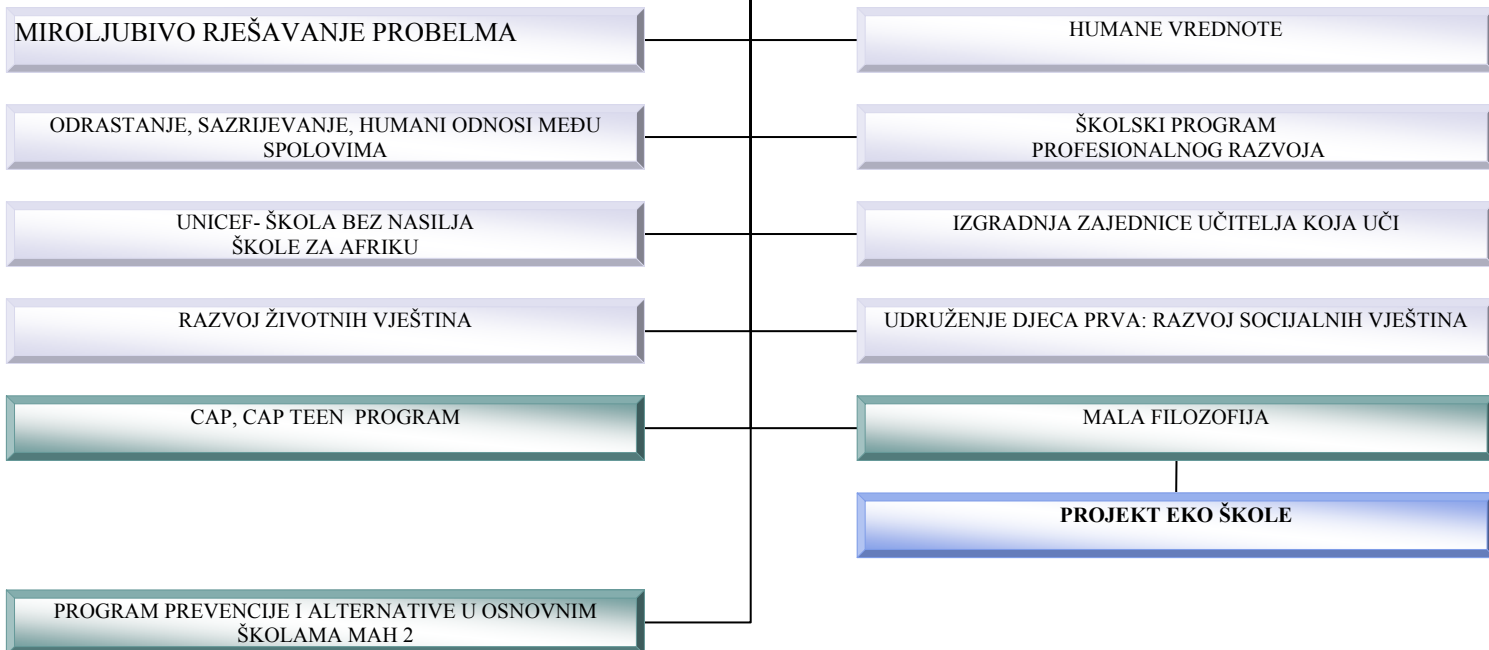 MIROLJUBIVO RJEŠAVANJE PROBELMA
HUMANE VREDNOTE
ODRASTANJE, SAZRIJEVANJE, HUMANI ODNOSI MEĐU
SPOLOVIMA
ŠKOLSKI PROGRAM
PROFESIONALNOG RAZVOJA
UNICEF- ŠKOLA BEZ NASILJA
ŠKOLE ZA AFRIKU
IZGRADNJA ZAJEDNICE UČITELJA KOJA UČI
RAZVOJ ŽIVOTNIH VJEŠTINA
UDRUŽENJE DJECA PRVA: RAZVOJ SOCIJALNIH VJEŠTINA
CAP, CAP TEEN PROGRAM
MALA FILOZOFIJA
PROJEKT EKO ŠKOLE
PROGRAM PREVENCIJE I ALTERNATIVE U OSNOVNIM
ŠKOLAMA MAH 2